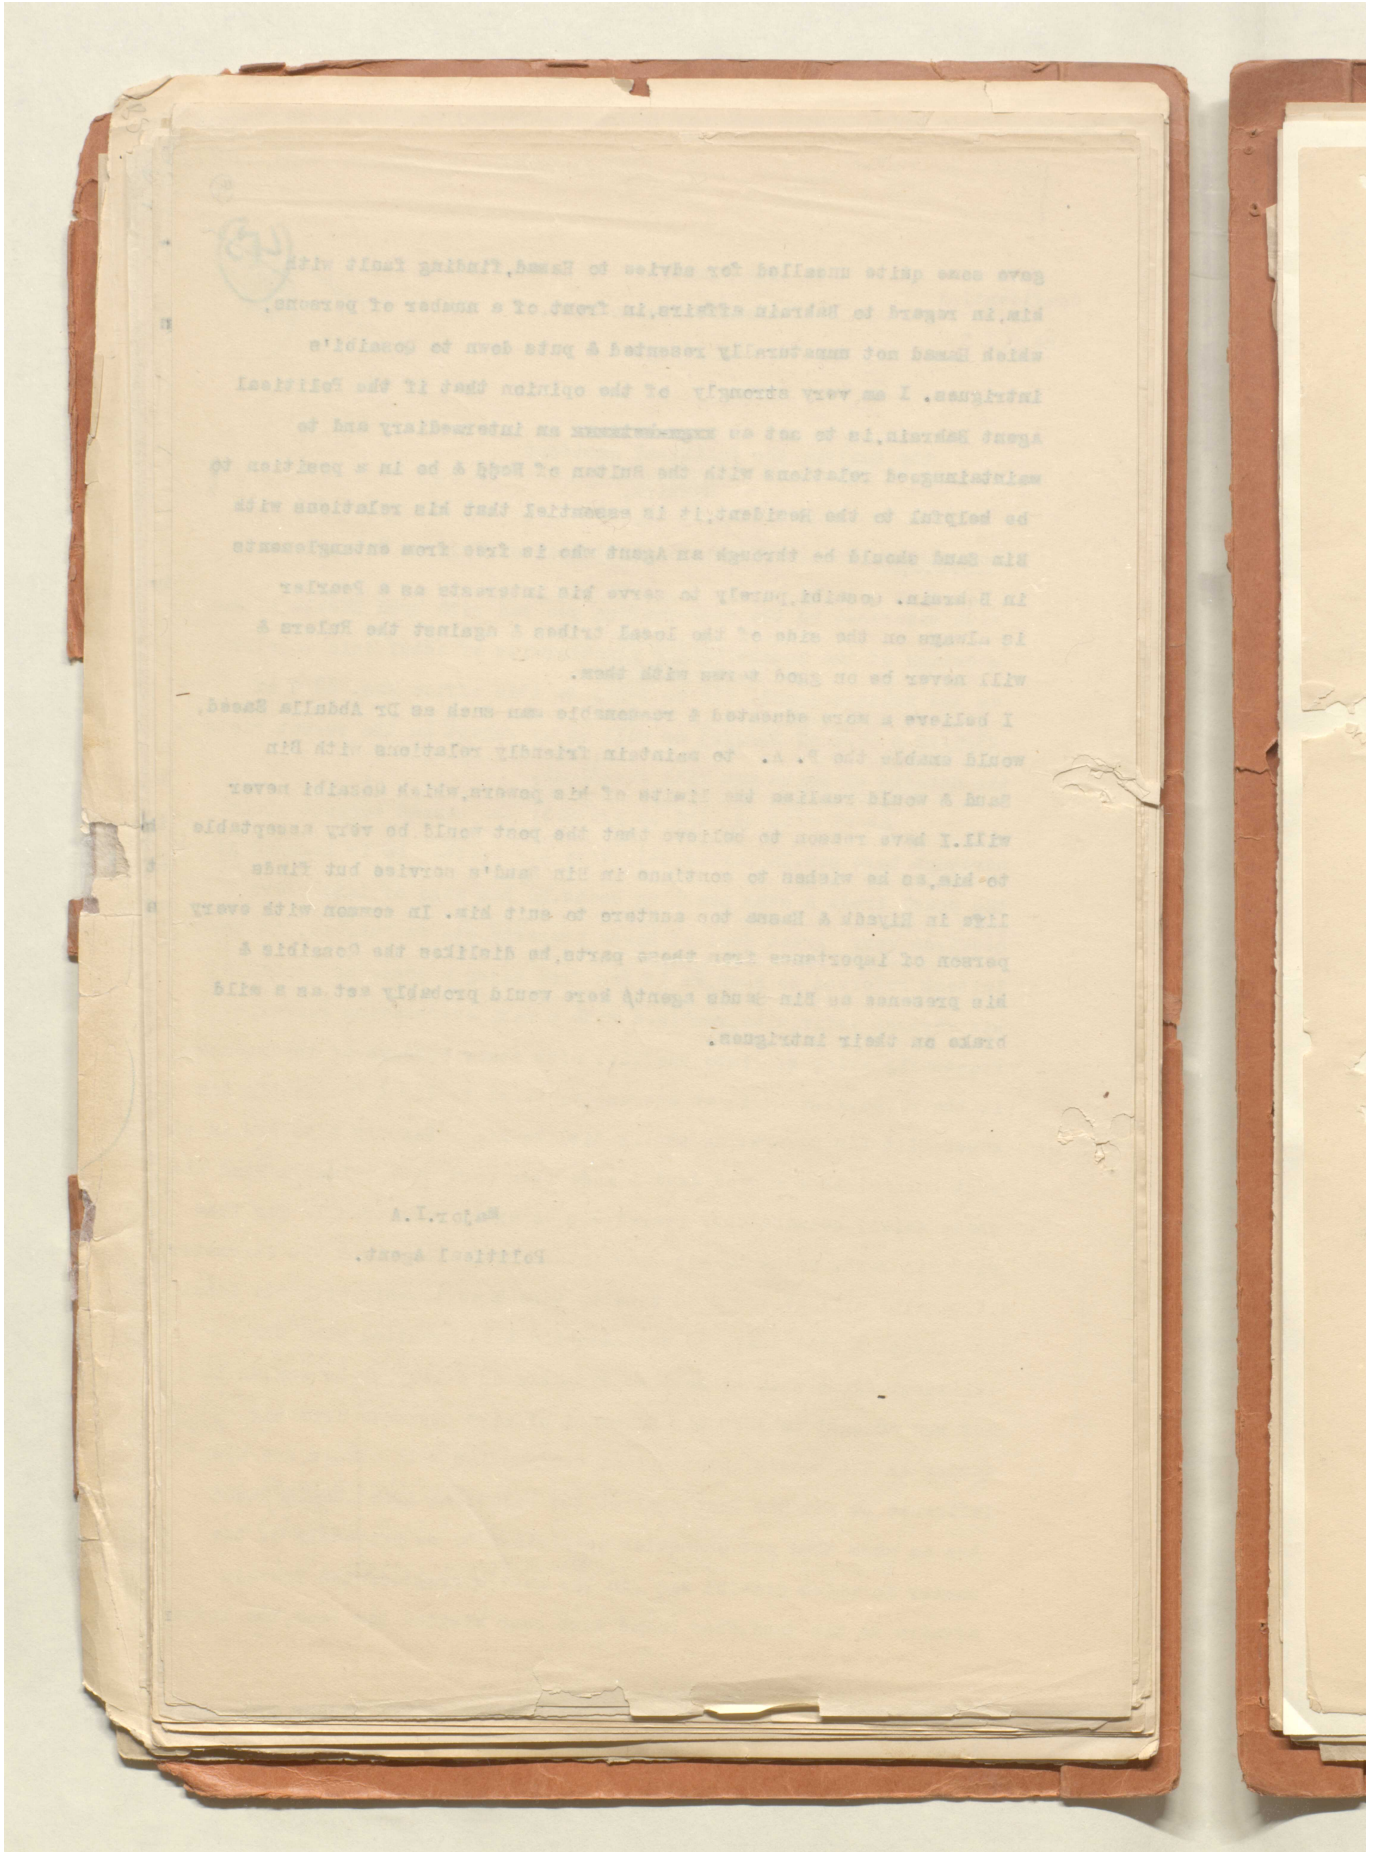 gave some quite uncalled for advice to Hamad,finding fault with
him,in regard to Bahrain affairs,in front of a number of persons,
which Hamad not unnaturally resented & puts down to Qosaibi's
intrigues. I am very strongly of the opinion that if the Political
Agent Bahrain,is to act as an intermediary and to
maintain good relations with the Sultan of Nejd & be in a position to
be helpful to the Resident,it is essential that his relations with
Bin Saud should be through an Agent who is free from entanglements
in Bahrain. Qosaibi,purely to serve his interests as a Pearler
is always on the side of the local tribes & against the Rulers &
will never be on good terms with them.
I believe a more educated & reasonable man such as Dr Abdulla Saeed,
would enable the P. A. to maintain friendly relations with Bin
Saud & would realise the limits of his powers,which Qosaibi never
will.I have reason to believe that the post would be very acceptable
to him,as he wishes to continue in Bin Saud's service but finds
life in Riyadh & Hassa too austere to suit him. In common with every
person of importance from these parts,he dislikes the Qosaibis &
his presence as Bin Sauds agent here would probably act as a mild
brake on their intrigues.
Major.I.A
Political Agent.